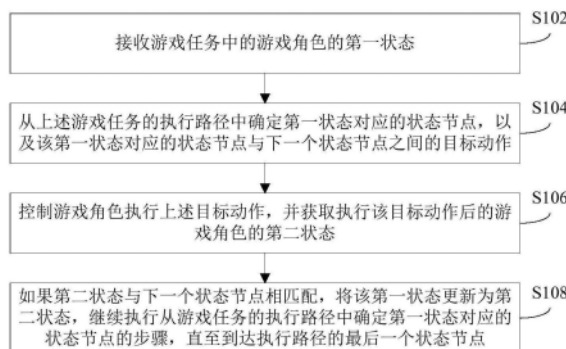 S102
接收游戏任务中的游戏角色的第一状态
S104
从上述游戏任务的执行路径中确定第一状态对应的状态节点，以
及该第一状态对应的状态节点与下一个状态节点之间的目标动作
S106
控制游戏角色执行上述目标动作，并获取执行该目标动作后的游
戏角色的第二状态
S108
如果第二状态与下一个状态节点相匹配，将该第一状态更新为第
二状态，继续执行从游戏任务的执行路径中确定第一状态对应的
状态节点的步骤，直至到达执行路径的最后一个状态节点